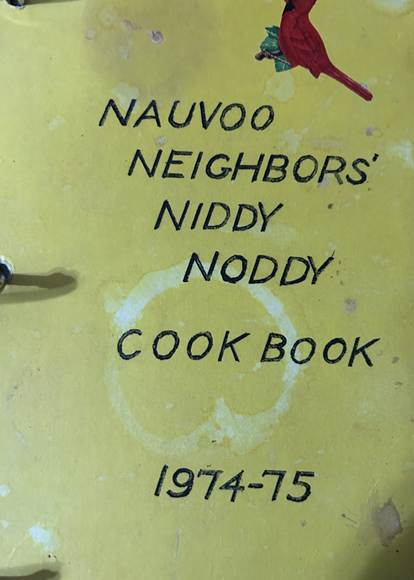 NAUVOO
NEIGHBORS'
NIDDY
NODDY
COOK BOOK
1974-75